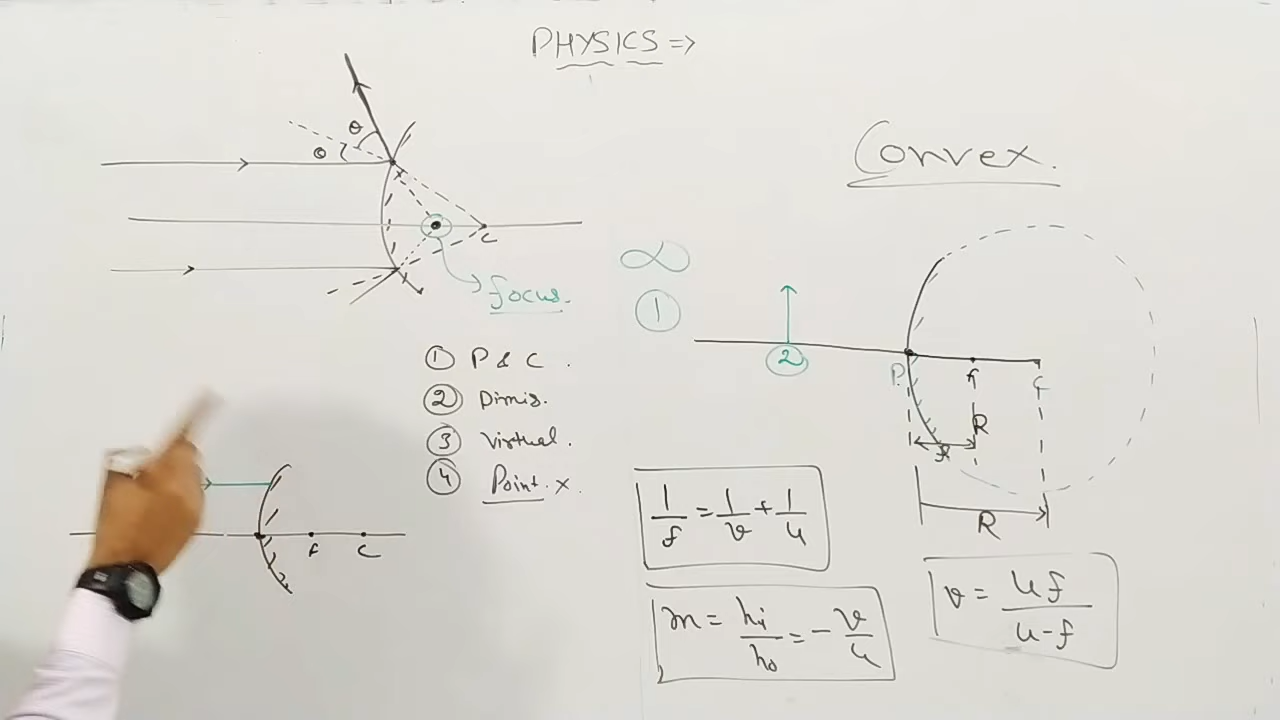 PHYSICS ⇒
Convex.
θ
θ
C
focus.
∞
①
②
P
f
C
R
f
R
① P & C .
② Dimis.
③ Virtual .
④ Point . x
F
C
1/f = 1/v + 1/u
m = hi/ho = - v/u
v = uf/u-f